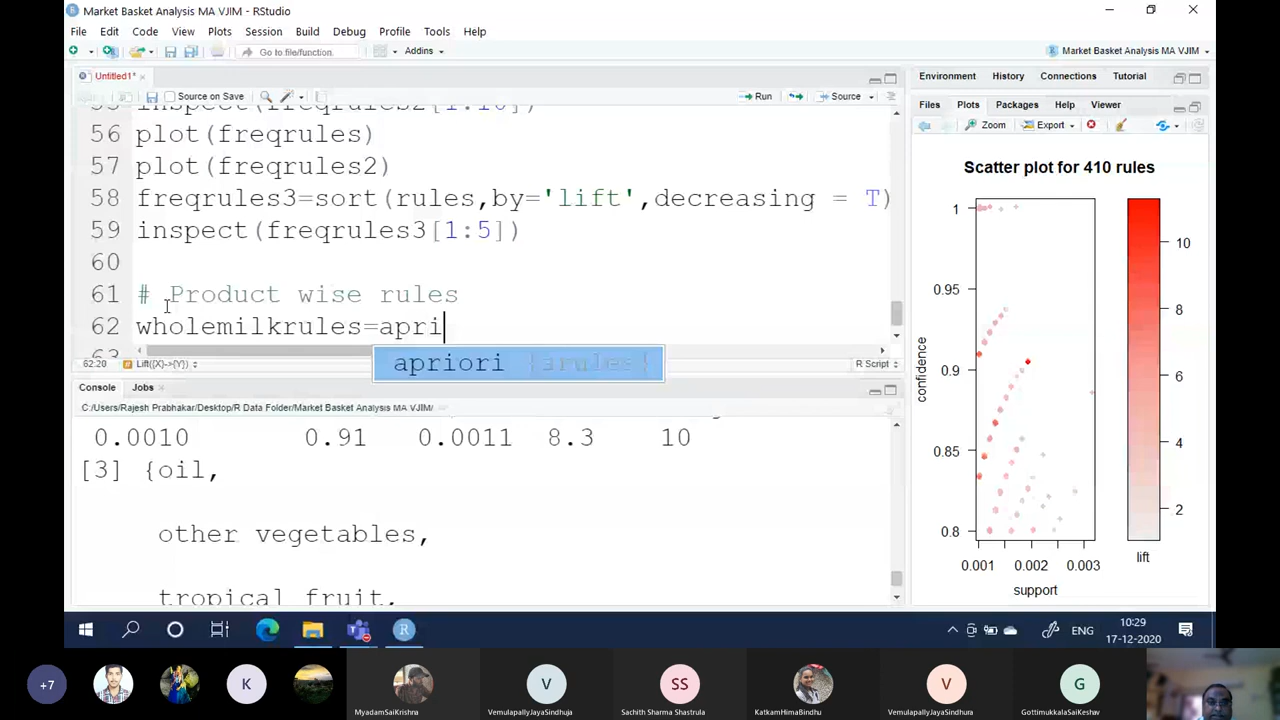 Market Basket Analysis MA VJIM - RStudio
File Edit Code View Plots Session Build Debug Profile Tools Help
Go to file/function.
Addins
Market Basket Analysis MA VJIM
Untitled1*
Source on Save
Run
Source
inspect(freqrules2[1:10])
56 plot(freqrules)
57 plot(freqrules2)
58 freqrules3=sort(rules,by='lift',decreasing = T)
59 inspect(freqrules3[1:5])
60
61 # Product wise rules
62 wholemilkrules=apri
63
apriori {arules}
62:20 Lift({X}->{Y})
R Script
Console Jobs
C:/Users/Rajesh Prabhakar/Desktop/R Data Folder/Market Basket Analysis MA VJIM/
0.0010 0.91 0.0011 8.3 10
[3] {oil,
other vegetables,
tropical fruit,
Environment History Connections Tutorial
Files Plots Packages Help Viewer
Zoom Export
Scatter plot for 410 rules
1
0.95
0.9
0.85
0.8
confidence
0.001 0.002 0.003
support
10
8
6
4
2
lift
ENG
10:29
17-12-2020
+7
K
V
SS
V
G
MyadamSaiKrishna
VemulapallyJayaSindhuja
Sachith Sharma Shastrula
KatkamHimaBindhu
VemulapallyJayaSindhura
GottimukkalaSaiKeshav